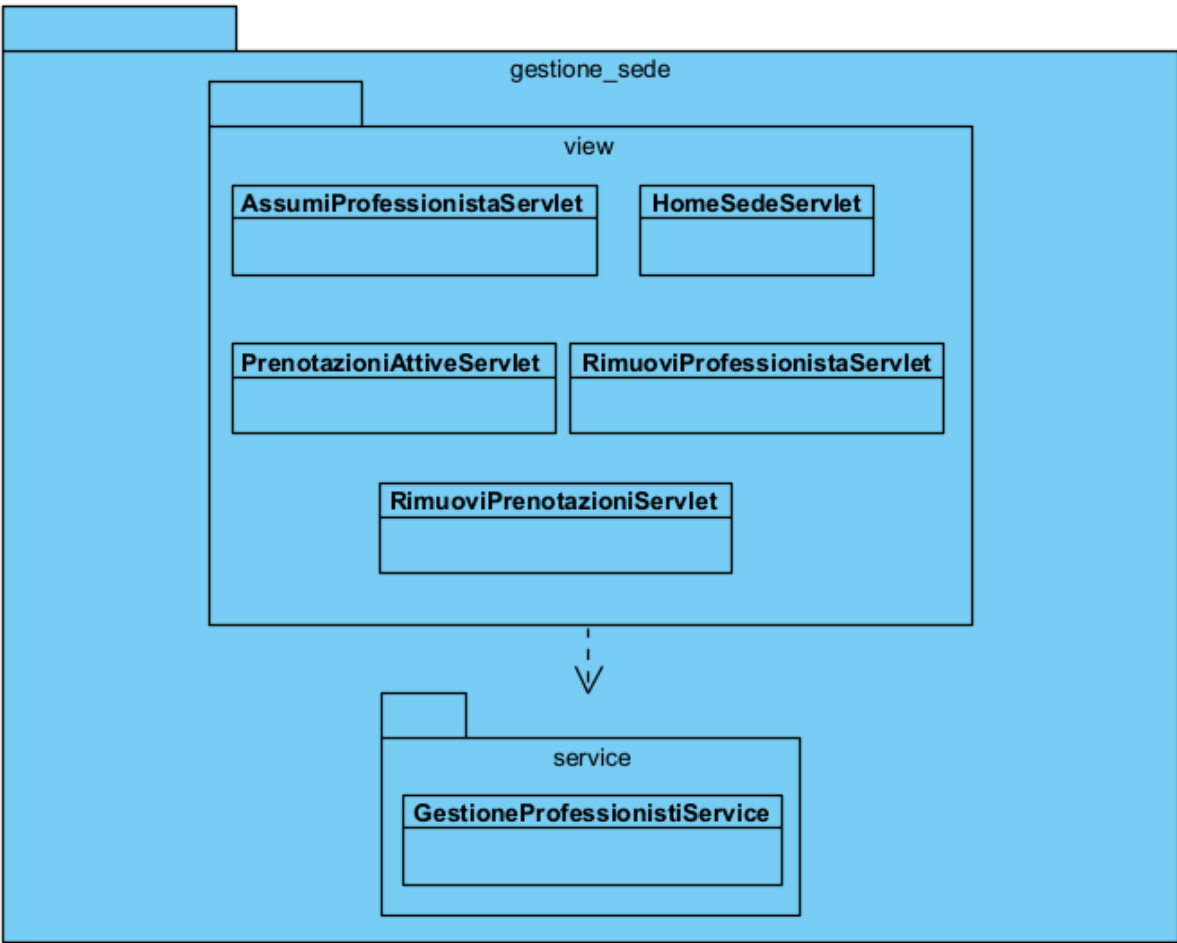 gestione_sede
view
AssumiProfessionistaServlet
HomeSedeServlet
PrenotazioniAttiveServlet
RimuoviProfessionistaServlet
RimuoviPrenotazioniServlet
service
GestioneProfessionistiService